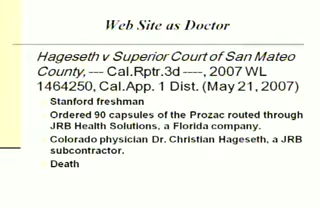 Web Site as Doctor
Hageseth v Superior Court of San Mateo
County, --- Cal.Rptr.3d ----, 2007 WL
1464250, Cal.App. 1 Dist. (May 21, 2007)
Stanford freshman
Ordered 90 capsules of the Prozac routed through
JRB Health Solutions, a Florida company.
Colorado physician Dr. Christian Hageseth, a JRB
subcontractor.
Death